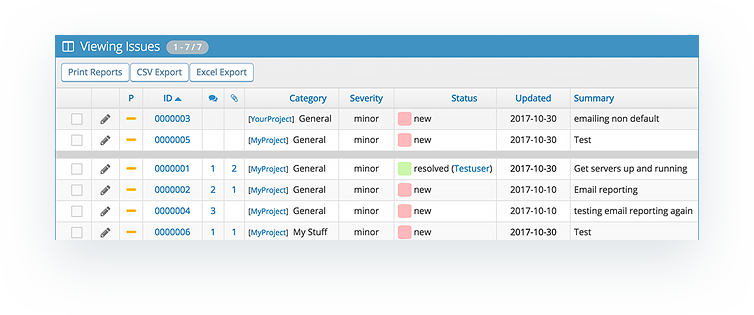 Viewing Issues 1 - 7 / 7
Print Reports CSV Export Excel Export
P ID Category Severity Status Updated Summary
0000003 [YourProject] General minor new 2017-10-30 emailing non default
0000005 [MyProject] General minor new 2017-10-30 Test
0000001 1 2 [MyProject] General minor resolved (Testuser) 2017-10-30 Get servers up and running
0000002 2 1 [MyProject] General minor new 2017-10-10 Email reporting
0000004 3 [MyProject] General minor new 2017-10-10 testing email reporting again
0000006 1 1 [MyProject] My Stuff minor new 2017-10-30 Test